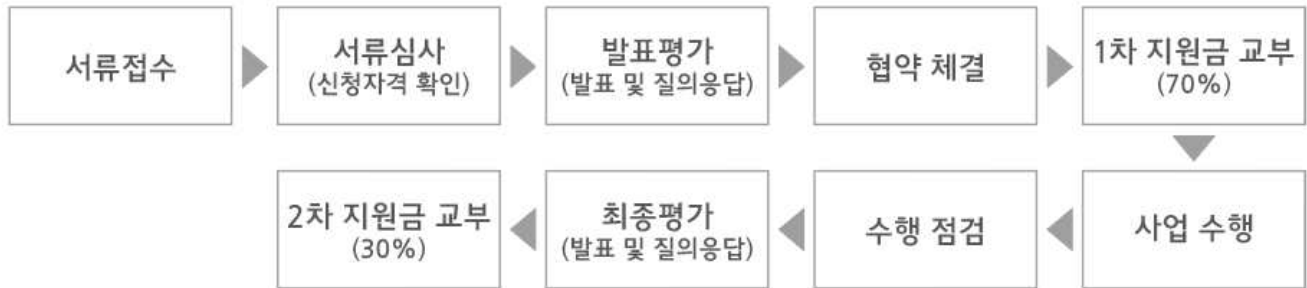 서류접수
서류심사
(신청자격 확인)
발표평가
(발표 및 질의응답)
협약 체결
1차 지원금 교부
(70%)
사업 수행
수행 점검
최종평가
(발표 및 질의응답)
2차 지원금 교부
(30%)